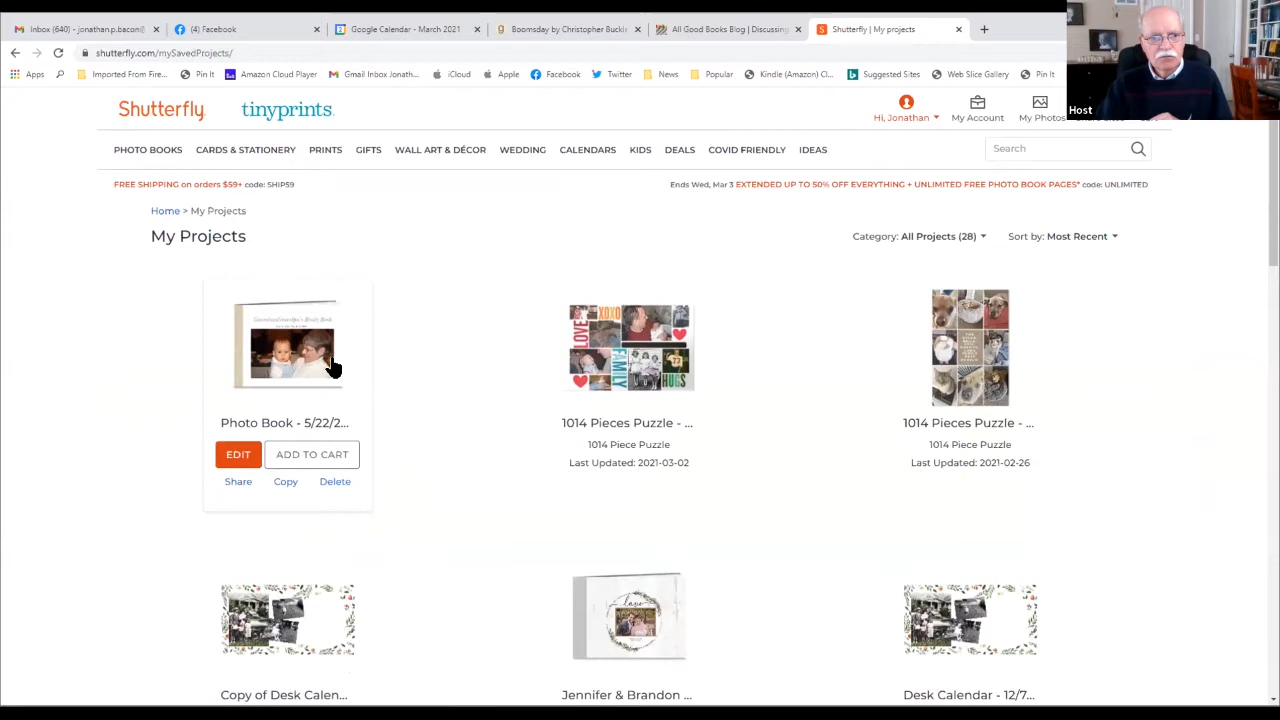 Inbox (640) - jonathan.piaconi
(4) Facebook
Google Calendar - March 2021
Boomsday by Christopher Buckle
All Good Books Blog | Discussing
Shutterfly | My projects
shutterfly.com/mySavedProjects/
Apps
Imported From Fire...
Pin It
Amazon Cloud Player
Gmail Inbox Jonath...
iCloud
Apple
Facebook
Twitter
News
Popular
Kindle (Amazon) Cl...
Suggested Sites
Web Slice Gallery
Pin It
Host
Shutterfly
tinyprints
Hi, Jonathan
My Account
My Photos
PHOTO BOOKS
CARDS & STATIONERY
PRINTS
GIFTS
WALL ART & DÉCOR
WEDDING
CALENDARS
KIDS
DEALS
COVID FRIENDLY
IDEAS
Search
FREE SHIPPING on orders $59+ code: SHIP59
Ends Wed, Mar 3 EXTENDED UP TO 50% OFF EVERYTHING + UNLIMITED FREE PHOTO BOOK PAGES* code: UNLIMITED
Home > My Projects
My Projects
Category: All Projects (28)
Sort by: Most Recent
LOVE
XOXO
FAMILY
HUGS
77
Photo Book - 5/22/2...
EDIT
ADD TO CART
Share
Copy
Delete
1014 Pieces Puzzle - ...
1014 Piece Puzzle
Last Updated: 2021-03-02
1014 Pieces Puzzle - ...
1014 Piece Puzzle
Last Updated: 2021-02-26
love
Copy of Desk Calen...
Jennifer & Brandon ...
Desk Calendar - 12/7...